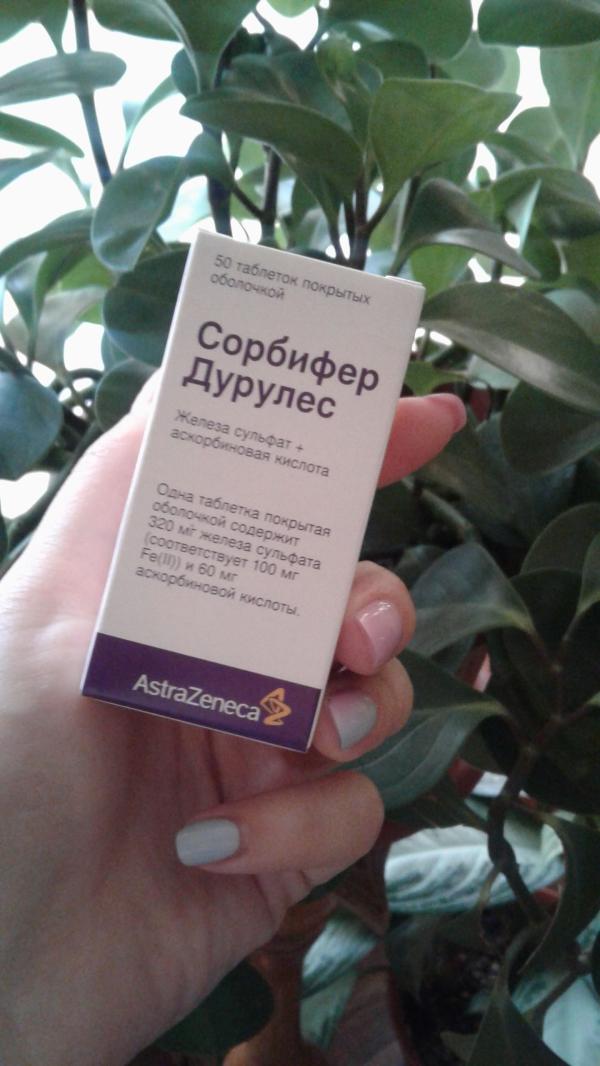 50 таблеток покрытых
оболочкой
Сорбифер
Дурулес
Железа сульфат +
аскорбиновая кислота
Одна таблетка покрытая
оболочкой содержит
320 мг железа сульфата
(соответствует 100 мг
Fe(II)) и 60 мг
аскорбиновой кислоты.
AstraZeneca